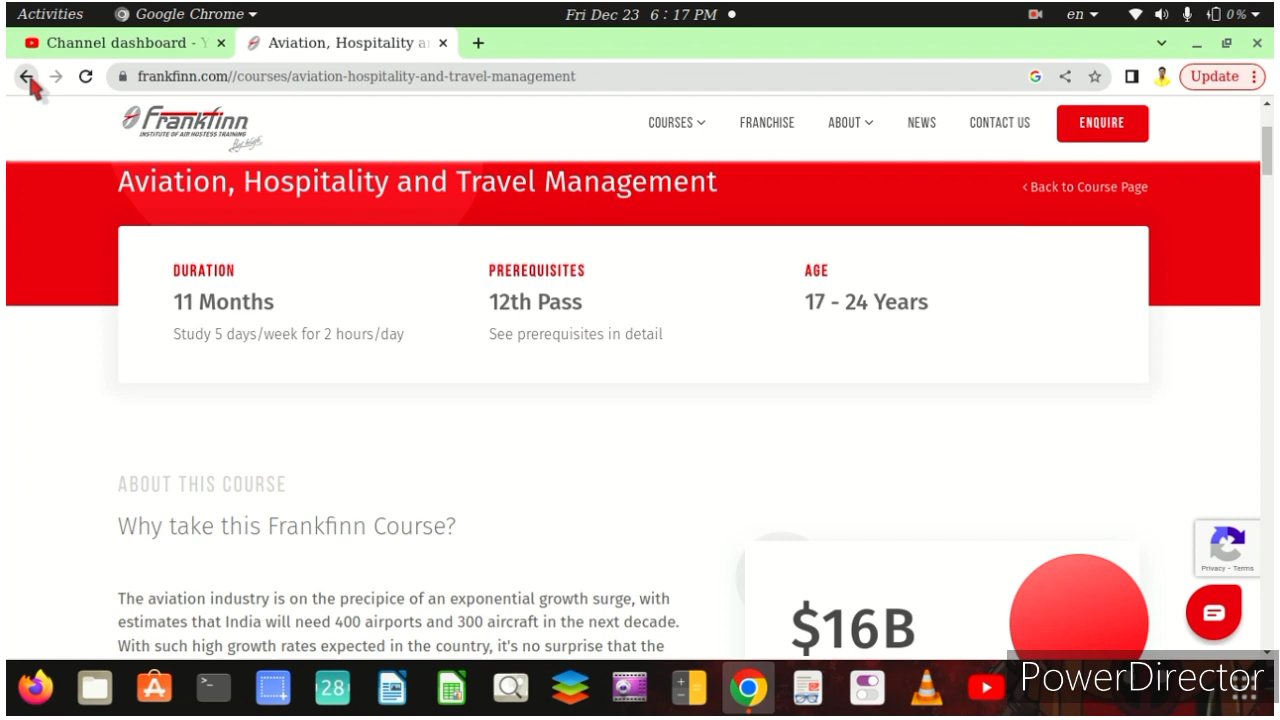 Activities
Google Chrome
Fri Dec 23 6:17 PM
en
0%
Channel dashboard - Y
Aviation, Hospitality a
frankfinn.com//courses/aviation-hospitality-and-travel-management
Update
Frankfinn
INSTITUTE OF AIR HOSTESS TRAINING
Fly High
COURSES
FRANCHISE
ABOUT
NEWS
CONTACT US
ENQUIRE
Aviation, Hospitality and Travel Management
Back to Course Page
DURATION
11 Months
Study 5 days/week for 2 hours/day
PREREQUISITES
12th Pass
See prerequisites in detail
AGE
17 - 24 Years
ABOUT THIS COURSE
Why take this Frankfinn Course?
The aviation industry is on the precipice of an exponential growth surge, with
estimates that India will need 400 airports and 300 aircraft in the next decade.
With such high growth rates expected in the country, it's no surprise that the
$16B
Privacy - Terms
28
PowerDirector